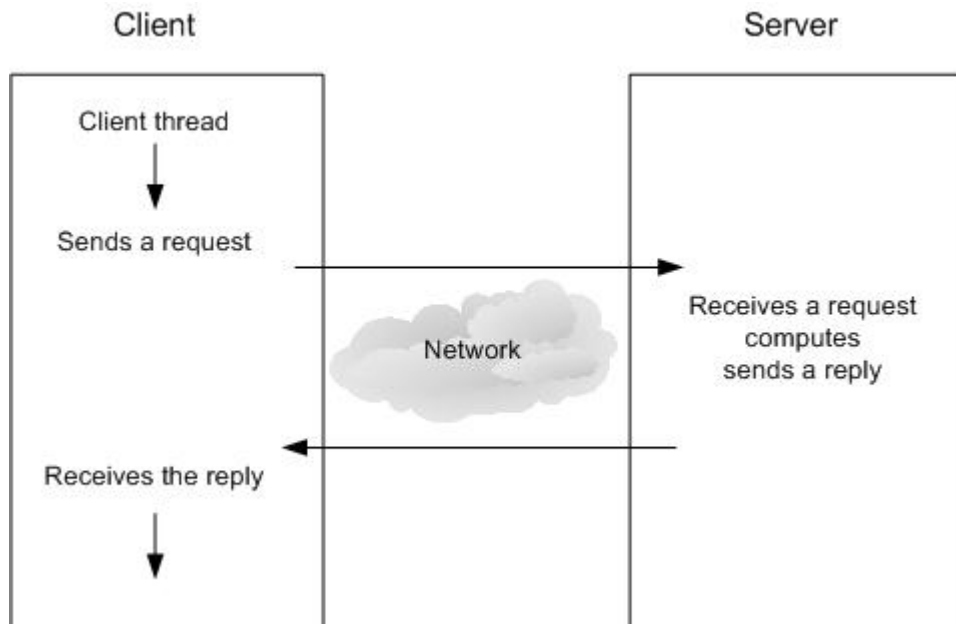 Client
Server
Client thread
Sends a request
Receives a request
computes
sends a reply
Network
Receives the reply